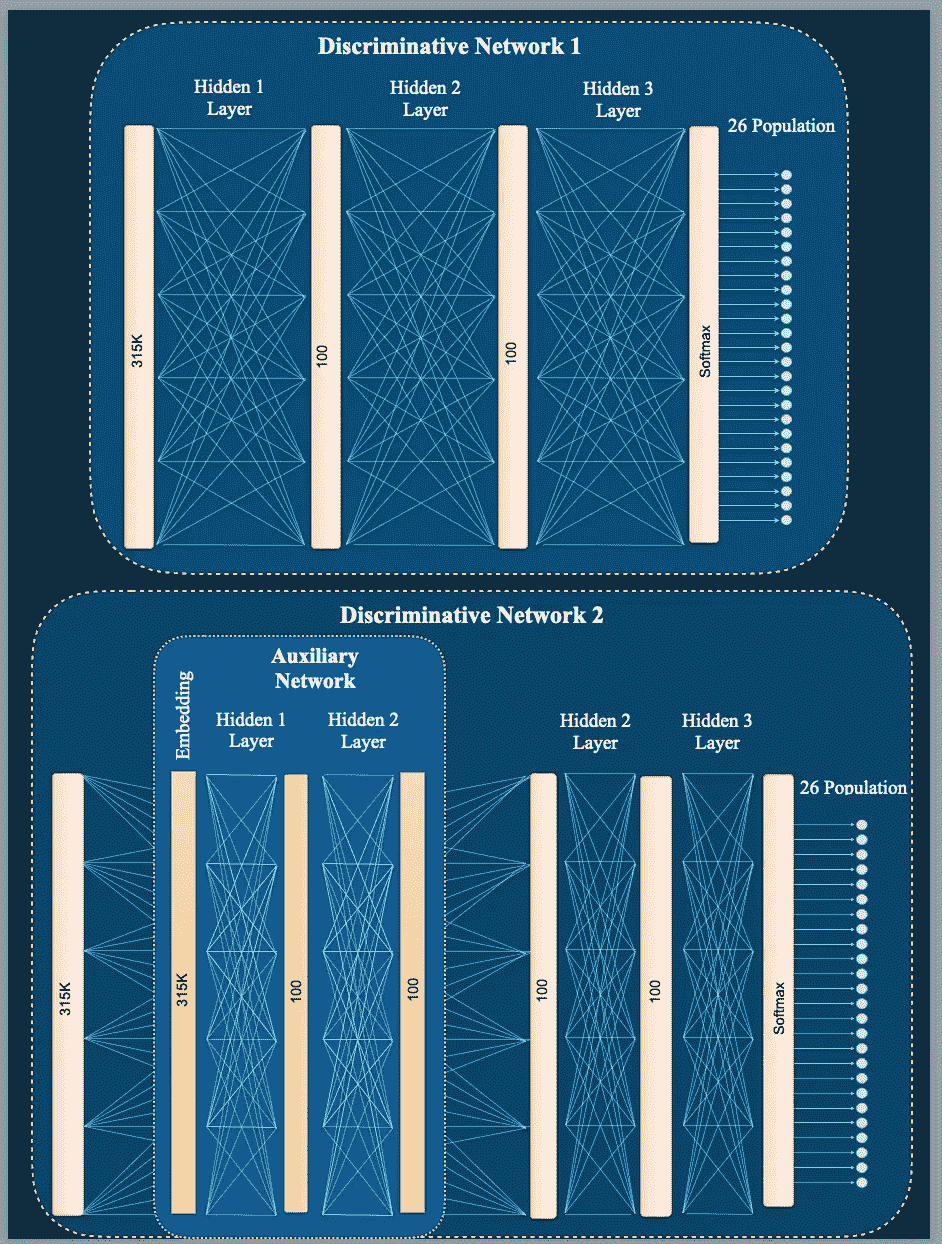 Discriminative Network 1
Hidden 1
Layer
Hidden 2
Layer
Hidden 3
Layer
26 Population
315K
100
100
Softmax
Discriminative Network 2
Auxiliary
Network
Embedding
Hidden 1
Layer
Hidden 2
Layer
Hidden 2
Layer
Hidden 3
Layer
26 Population
315K
315K
100
100
100
100
Softmax